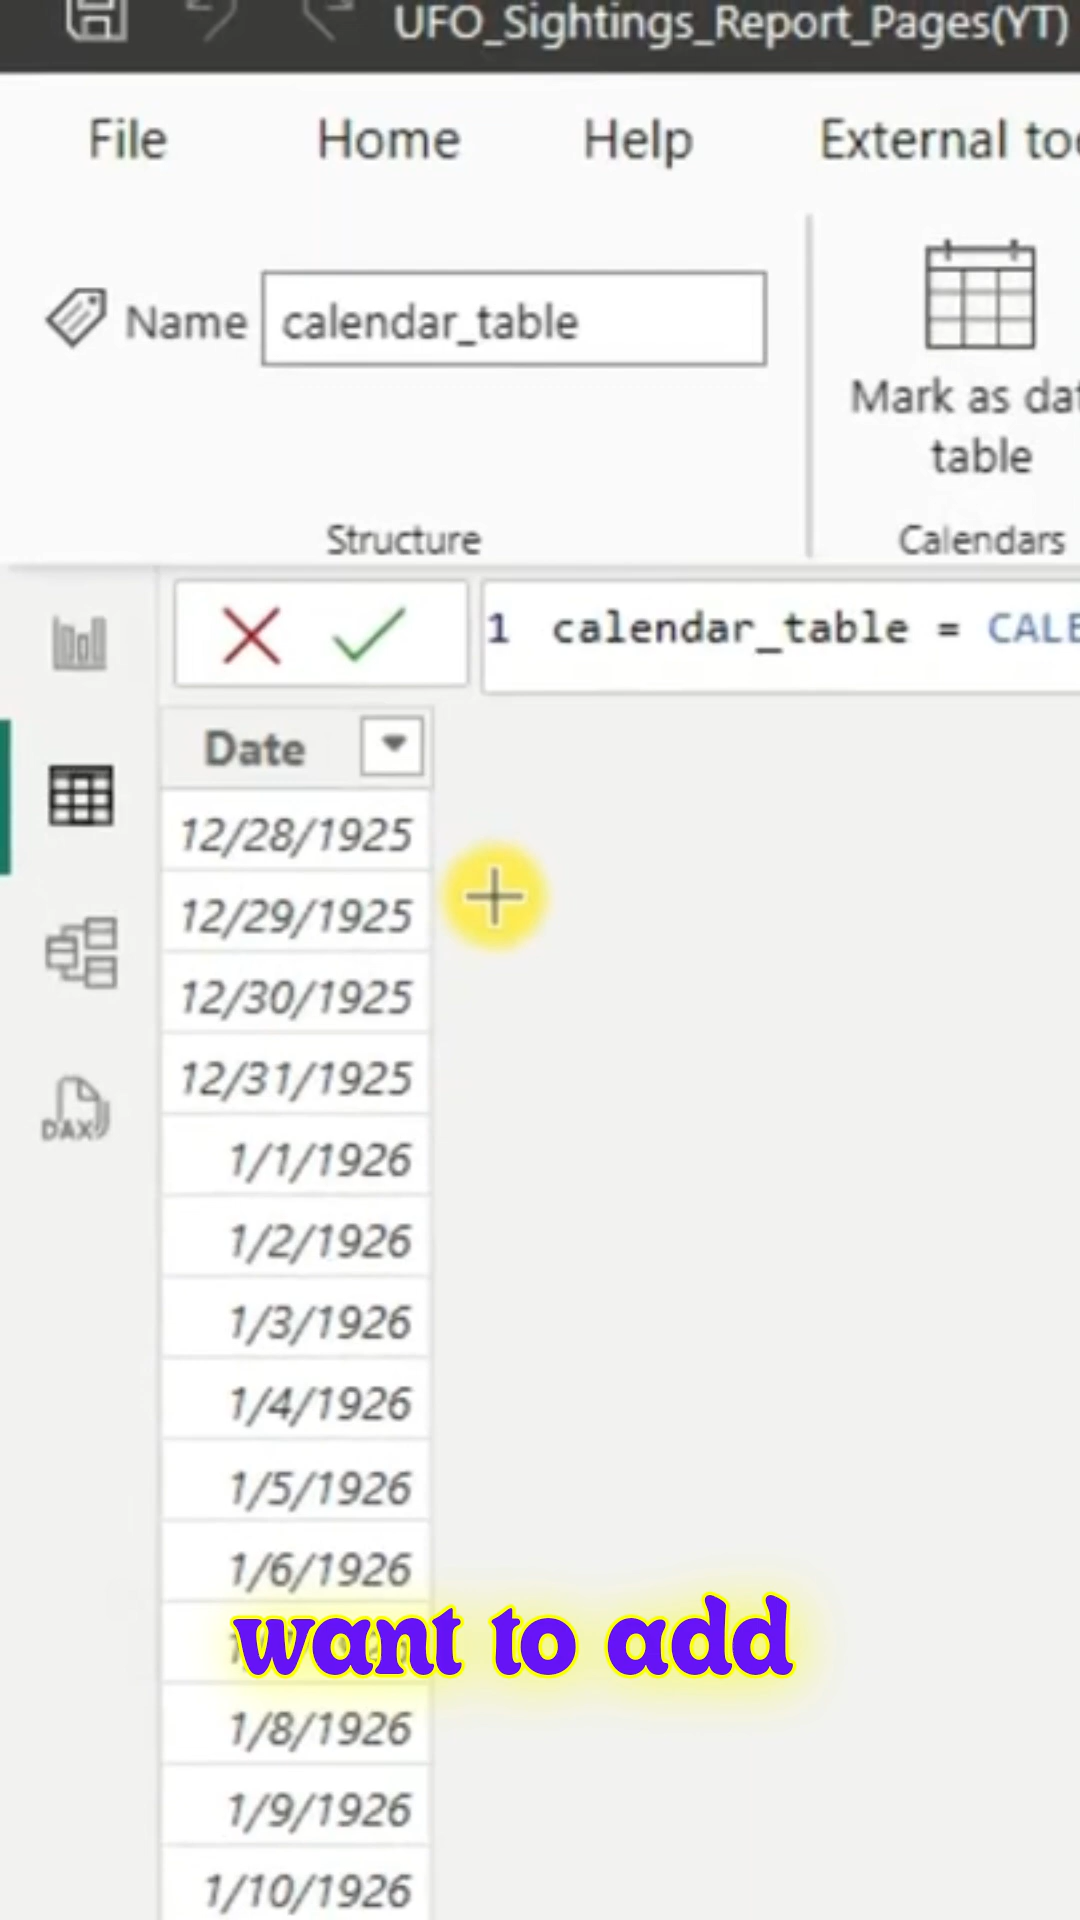 UFO_Sightings_Report_Pages(YT)
File Home Help External
Name calendar_table
Mark as
table
Structure
Calendars
1 calendar_table =
Date
12/28/1925
12/29/1925
12/30/1925
12/31/1925
1/1/1926
1/2/1926
1/3/1926
1/4/1926
1/5/1926
1/6/1926
want to add
1/8/1926
1/9/1926
1/10/1926
DAX